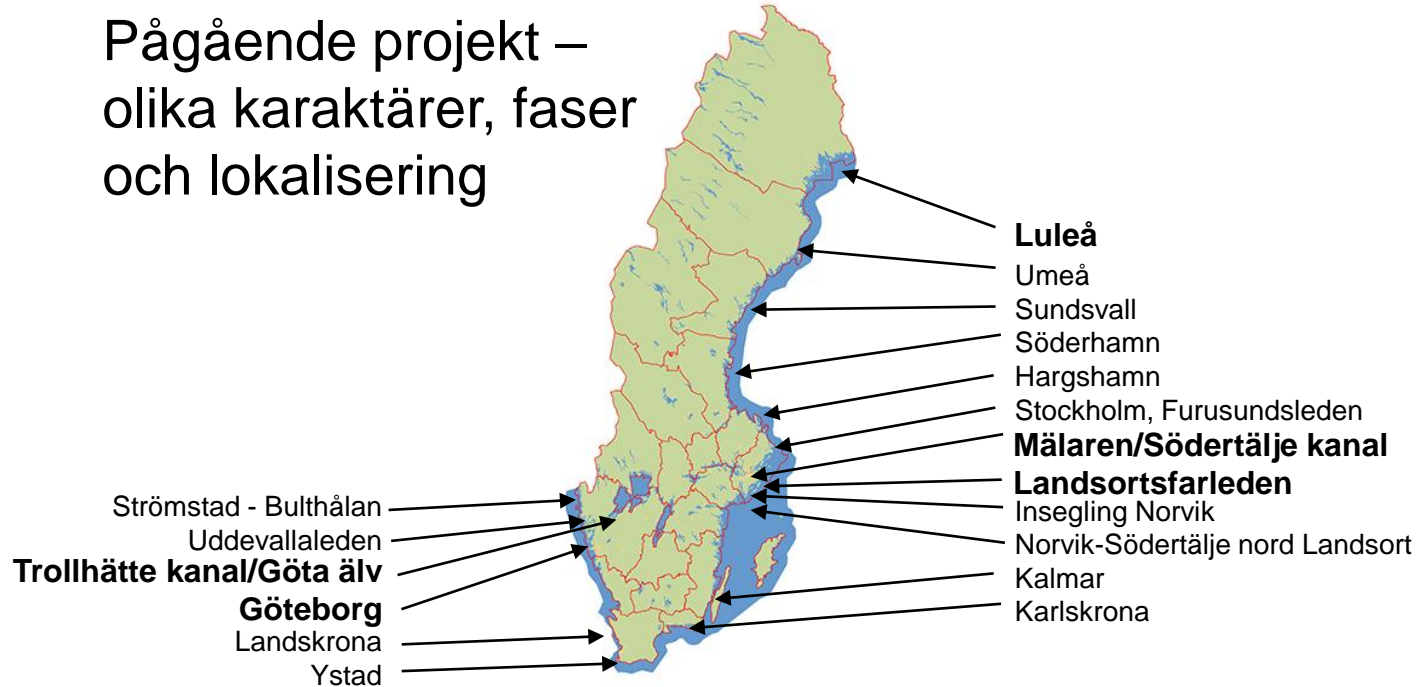 Pågående projekt –
olika karaktärer, faser
och lokalisering
Luleå
Umeå
Sundsvall
Söderhamn
Hargshamn
Stockholm, Furusundsleden
Mälaren/Södertälje kanal
Landsortsfarleden
Insegling Norvik
Norvik-Södertälje nord Landsort
Kalmar
Karlskrona
Strömstad - Bulthålan
Uddevallaleden
Trollhätte kanal/Göta älv
Göteborg
Landskrona
Ystad